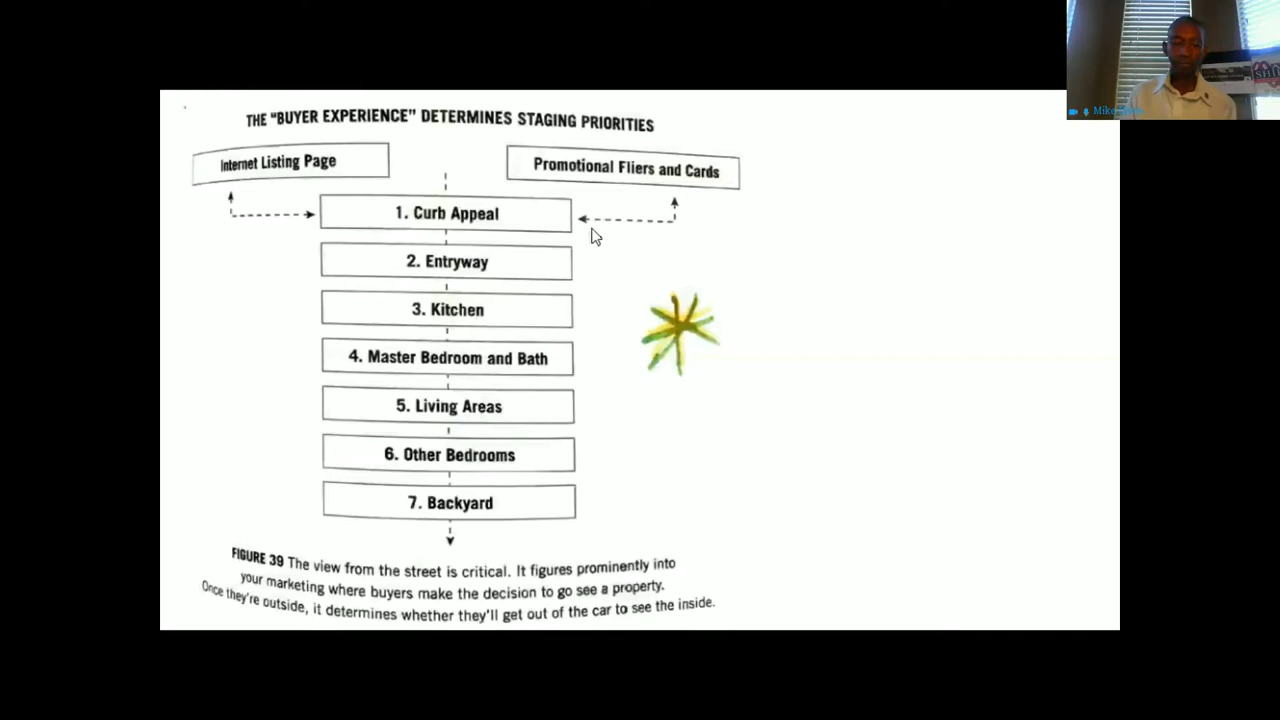 THE "BUYER EXPERIENCE" DETERMINES STAGING PRIORITIES
Internet Listing Page
Promotional Fliers and Cards
1. Curb Appeal
2. Entryway
3. Kitchen
4. Master Bedroom and Bath
5. Living Areas
6. Other Bedrooms
7. Backyard
FIGURE 39 The view from the street is critical. It figures prominently into
your marketing where buyers make the decision to go see a property.
Once they're outside, it determines whether they'll get out of the car to see the inside.